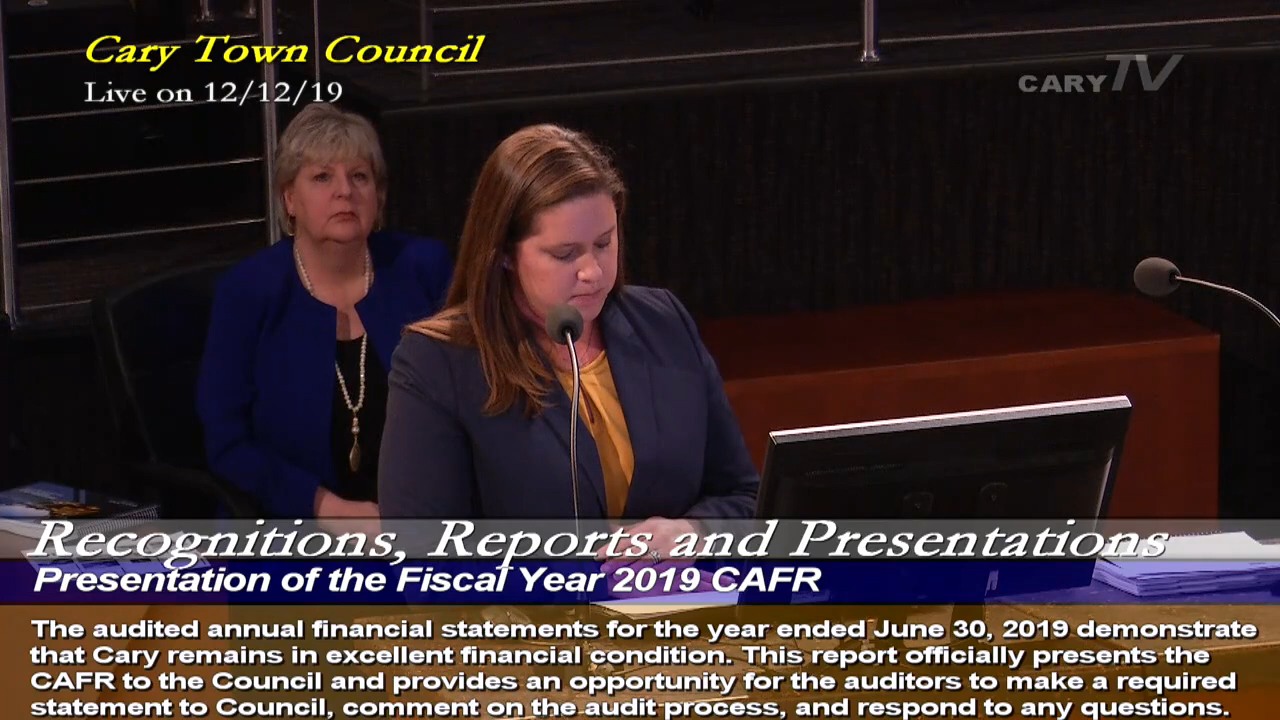 Cary Town Council
Live on 12/12/19
CARYTV
Recognitions, Reports and Presentations
Presentation of the Fiscal Year 2019 CAFR
The audited annual financial statements for the year ended June 30, 2019 demonstrate
that Cary remains in excellent financial condition. This report officially presents the
CAFR to the Council and provides an opportunity for the auditors to make a required
statement to Council, comment on the audit process, and respond to any questions.